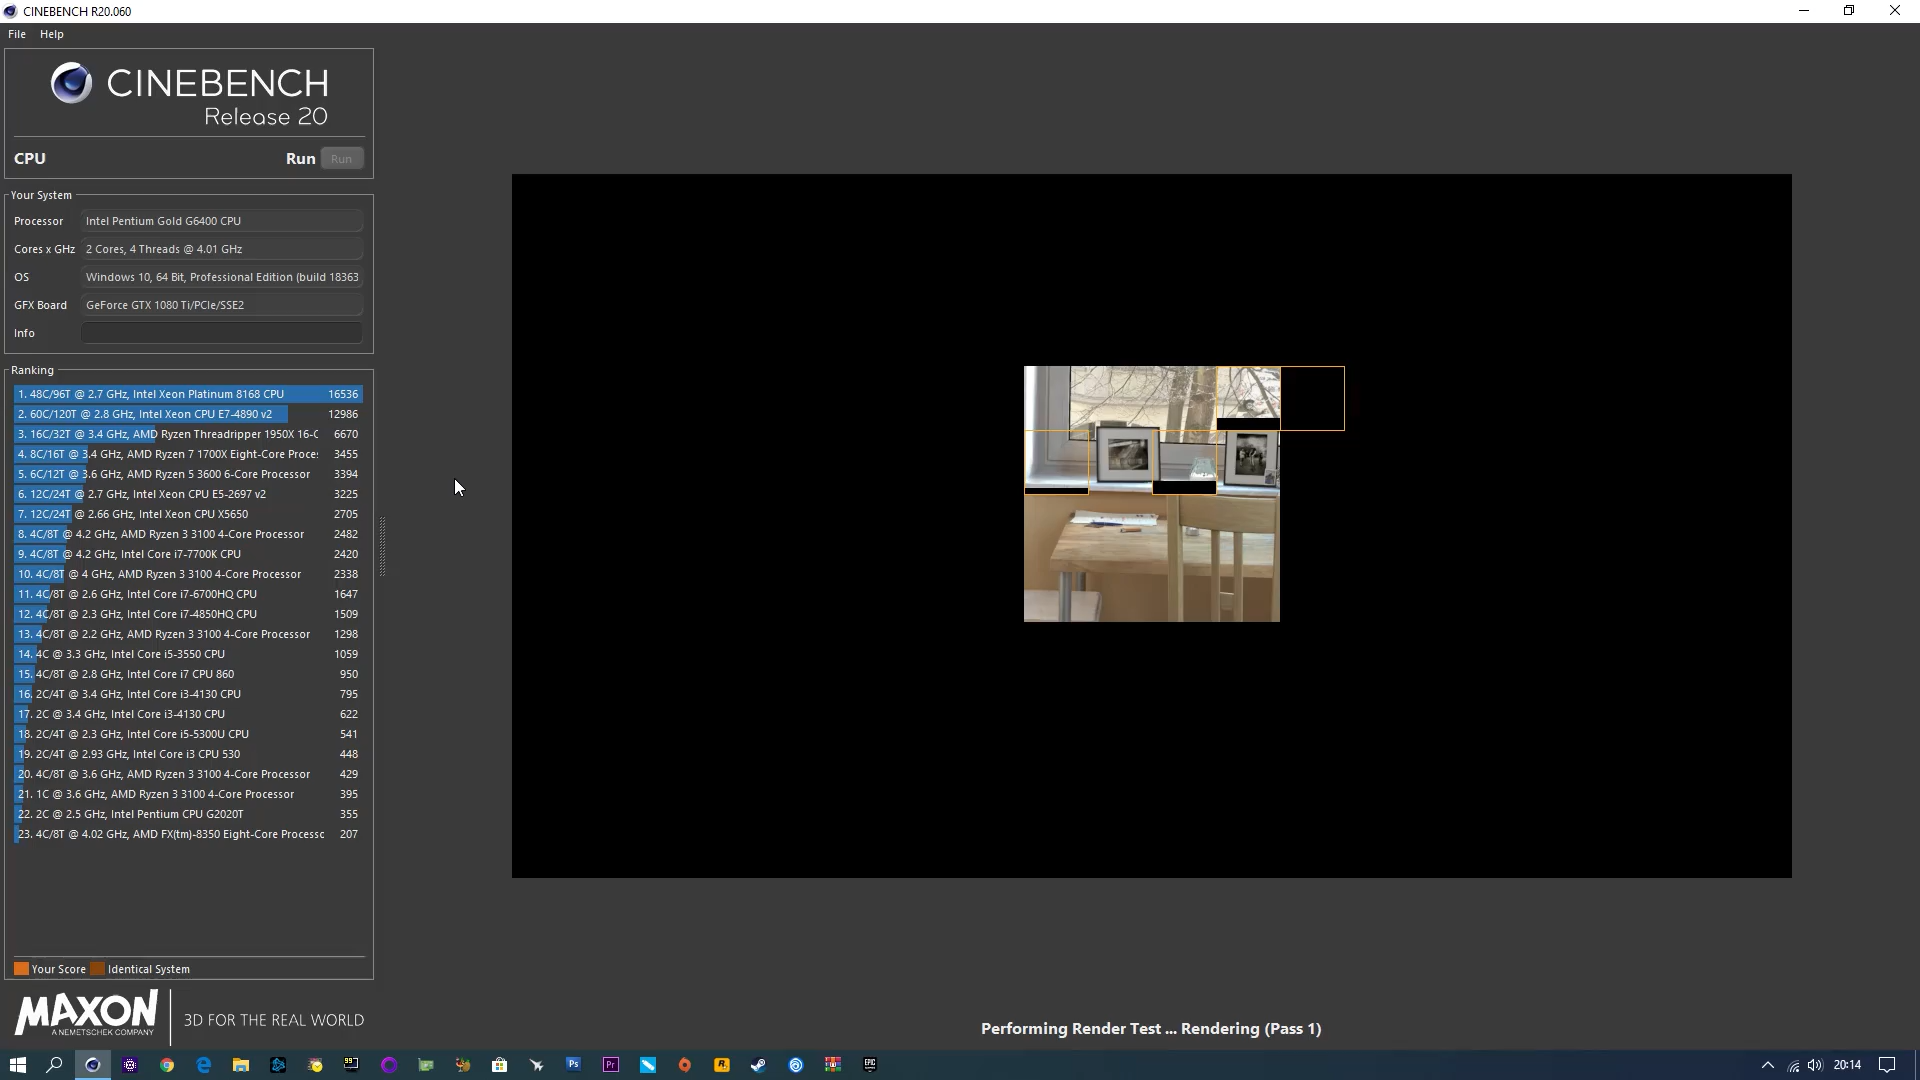 CINEBENCH R20.060
File Help
CINEBENCH
Release 20
CPU Run Run
Your System
Processor Intel Pentium Gold G6400 CPU
Cores x GHz 2 Cores, 4 Threads @ 4.01 GHz
OS Windows 10, 64 Bit, Professional Edition (build 18363
GFX Board GeForce GTX 1080 Ti/PCIe/SSE2
Info
Ranking
1. 48C/96T @ 2.7 GHz, Intel Xeon Platinum 8168 CPU 16536
2. 60C/120T @ 2.8 GHz, Intel Xeon CPU E7-4890 v2 12986
3. 16C/32T @ 3.4 GHz, AMD Ryzen Threadripper 1950X 16-C 6670
4. 8C/16T @ 3.4 GHz, AMD Ryzen 7 1700X Eight-Core Proces 3455
5. 6C/12T @ 3.6 GHz, AMD Ryzen 5 3600 6-Core Processor 3394
6. 12C/24T @ 2.7 GHz, Intel Xeon CPU E5-2697 v2 3225
7. 12C/24T @ 2.66 GHz, Intel Xeon CPU X5650 2705
8. 4C/8T @ 4.2 GHz, AMD Ryzen 3 3100 4-Core Processor 2482
9. 4C/8T @ 4.2 GHz, Intel Core i7-7700K CPU 2420
10. 4C/8T @ 4 GHz, AMD Ryzen 3 3100 4-Core Processor 2338
11. 4C/8T @ 2.6 GHz, Intel Core i7-6700HQ CPU 1647
12. 4C/8T @ 2.3 GHz, Intel Core i7-4850HQ CPU 1509
13. 4C/8T @ 2.2 GHz, AMD Ryzen 3 3100 4-Core Processor 1298
14. 4C @ 3.3 GHz, Intel Core i5-3550 CPU 1059
15. 4C/8T @ 2.8 GHz, Intel Core i7 CPU 860 950
16. 2C/4T @ 3.4 GHz, Intel Core i3-4130 CPU 795
17. 2C @ 3.4 GHz, Intel Core i3-4130 CPU 622
18. 2C/4T @ 2.3 GHz, Intel Core i5-5300U CPU 541
19. 2C/4T @ 2.93 GHz, Intel Core i3 CPU 530 448
20. 4C/8T @ 3.6 GHz, AMD Ryzen 3 3100 4-Core Processor 429
21. 1C @ 3.6 GHz, AMD Ryzen 3 3100 4-Core Processor 395
22. 2C @ 2.5 GHz, Intel Pentium CPU G2020T 355
23. 4C/8T @ 4.02 GHz, AMD FX(tm)-8350 Eight-Core Processo 207
Your Score Identical System
MAXON
A NEMETSCHEK COMPANY
3D FOR THE REAL WORLD
Performing Render Test ... Rendering (Pass 1)
99
Ps
Pr
R
EPIC
20:14